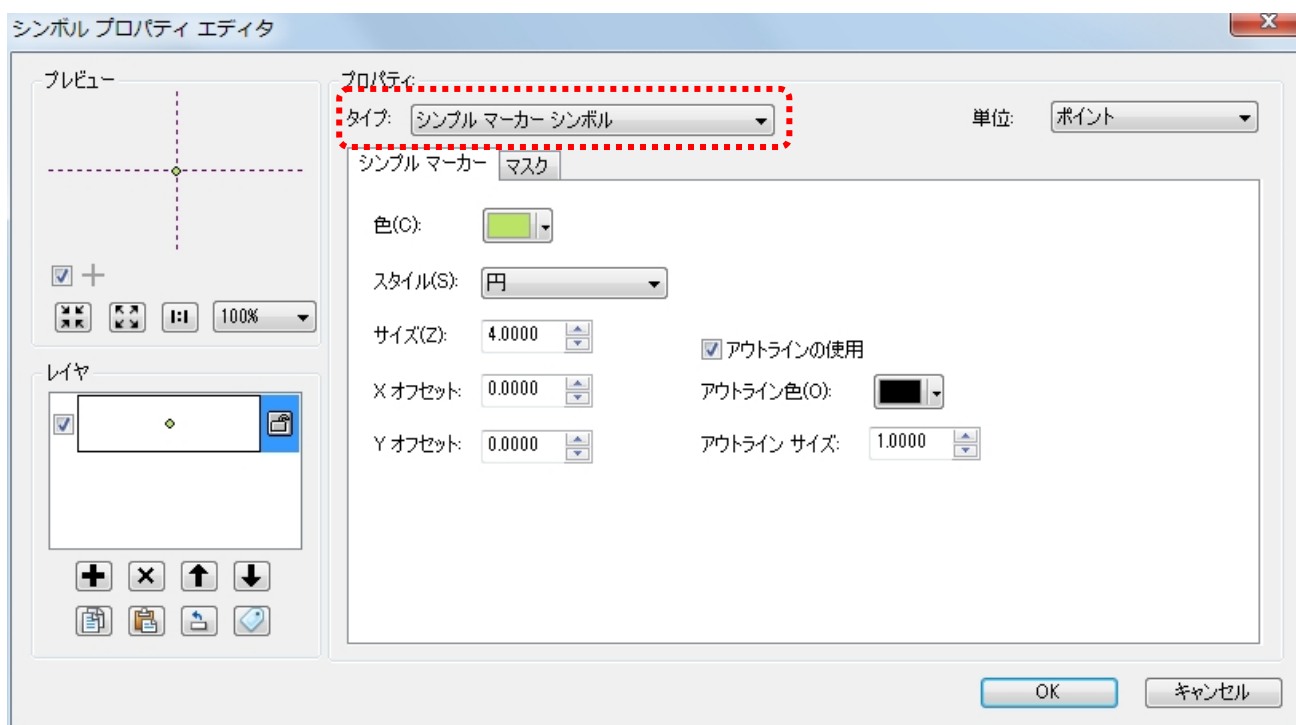 シンボル プロパティ エディタ
プレビュー
100%
レイヤ
プロパティ:
タイプ: シンプル マーカー シンボル
単位: ポイント
シンプル マーカー マスク
色(C):
スタイル(S): 円
サイズ(Z): 4.0000
アウトラインの使用
X オフセット: 0.0000
アウトライン色(O):
Y オフセット: 0.0000
アウトライン サイズ: 1.0000
OK キャンセル